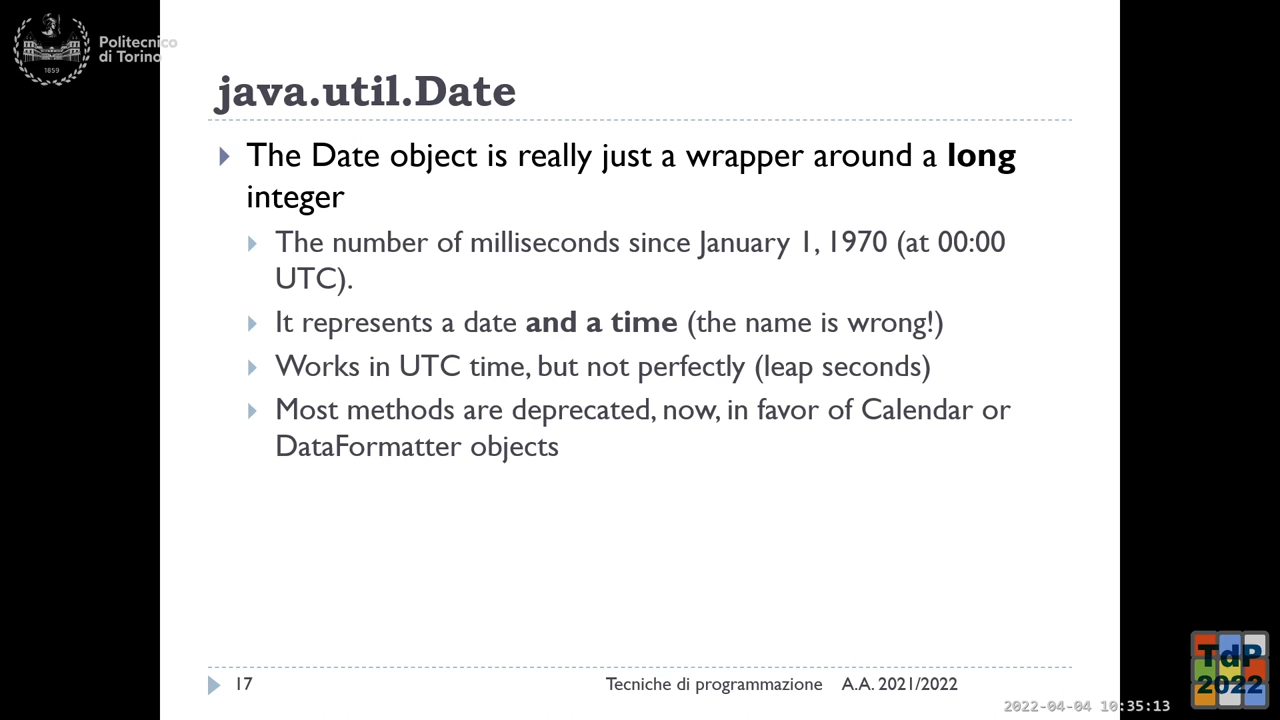 Politecnico
di Torino
1859
java.util.Date
The Date object is really just a wrapper around a long
integer
The number of milliseconds since January 1, 1970 (at 00:00
UTC).
It represents a date and a time (the name is wrong!)
Works in UTC time, but not perfectly (leap seconds)
Most methods are deprecated, now, in favor of Calendar or
DataFormatter objects
17
Tecniche di programmazione A.A. 2021/2022
2022-04-04 10:35:13
TdP
2022